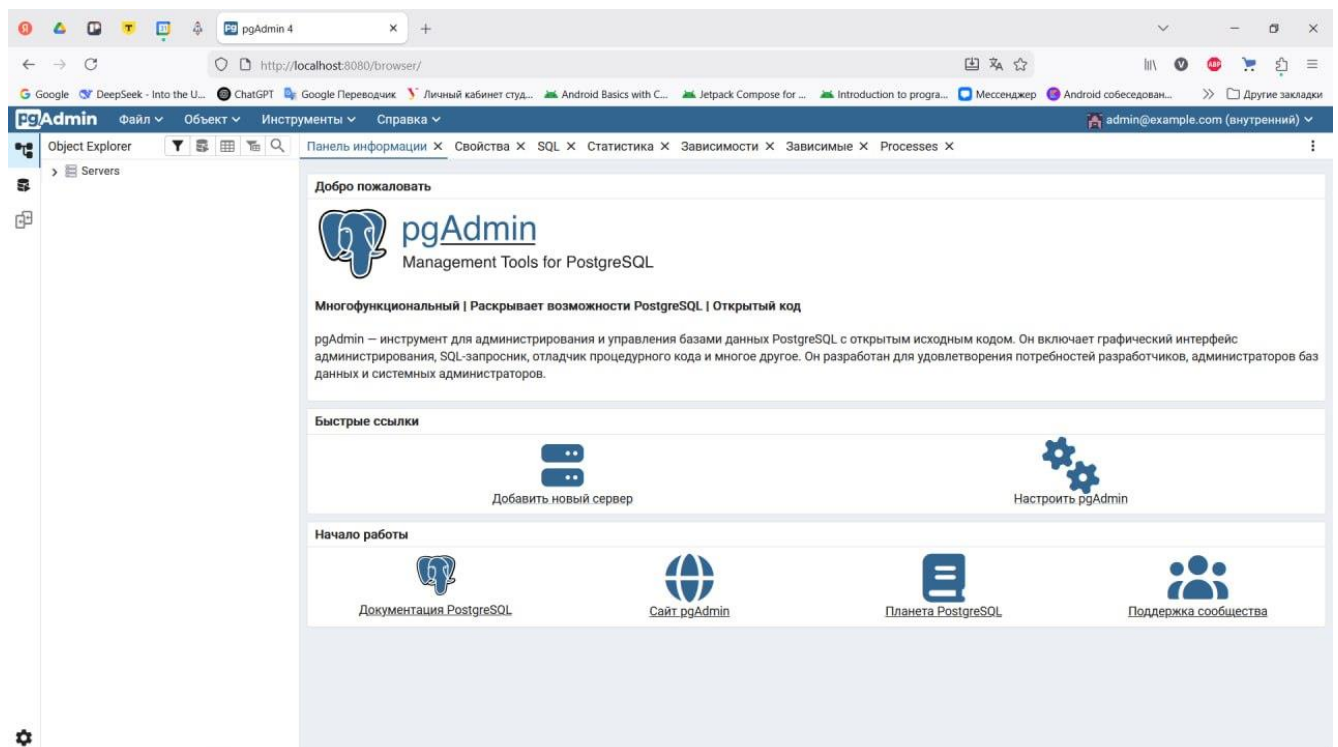 pgAdmin 4
http://localhost:8080/browser/
Google DeepSeek - Into the U... ChatGPT Google Переводчик Личный кабинет студ... Android Basics with C... Jetpack Compose for ... Introduction to progra... Мессенджер Android собеседован... Другие закладки
pgAdmin Файл Объект Инструменты Справка admin@example.com (внутренний)
Object Explorer Панель информации Свойства SQL Статистика Зависимости Зависимые Processes
Servers
Добро пожаловать
pgAdmin
Management Tools for PostgreSQL
Многофункциональный | Раскрывает возможности PostgreSQL | Открытый код
pgAdmin — инструмент для администрирования и управления базами данных PostgreSQL с открытым исходным кодом. Он включает графический интерфейс
администрирования, SQL-запросник, отладчик процедурного кода и многое другое. Он разработан для удовлетворения потребностей разработчиков, администраторов баз
данных и системных администраторов.
Быстрые ссылки
Добавить новый сервер Настроить pgAdmin
Начало работы
Документация PostgreSQL Сайт pgAdmin Планета PostgreSQL Поддержка сообщества